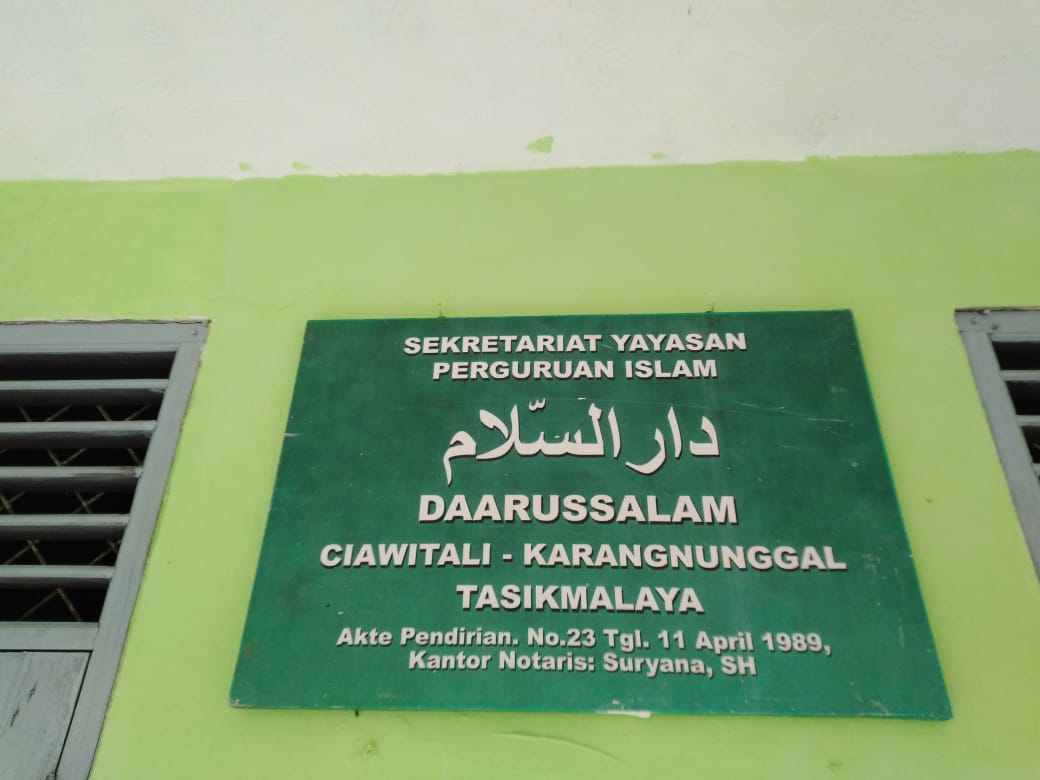 SEKRETARIAT YAYASAN
PERGURUAN ISLAM
دار السّلام
DAARUSSALAM
CIAWITALI - KARANGNUNGGAL
TASIKMALAYA
Akte Pendirian. No.23 Tgl. 11 April 1989,
Kantor Notaris: Suryana, SH